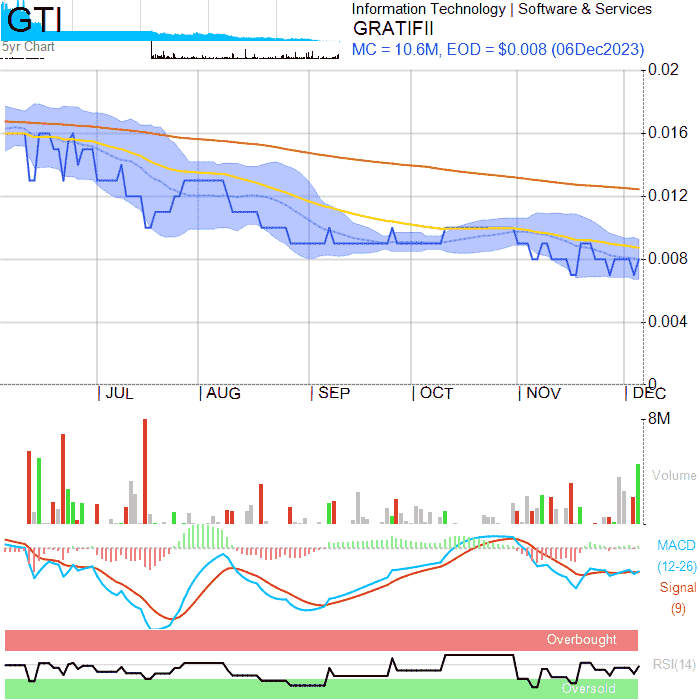 GTI
5yr Chart
Information Technology | Software & Services
GRATIFII
MC = 10.6M, EOD = $0.008 (06Dec2023)
0.02
0.016
0.012
0.008
0.004
0
JUL
AUG
SEP
OCT
NOV
DEC
8M
Volume
MACD
(12-26)
Signal
(9)
Overbought
RSI(14)
Oversold